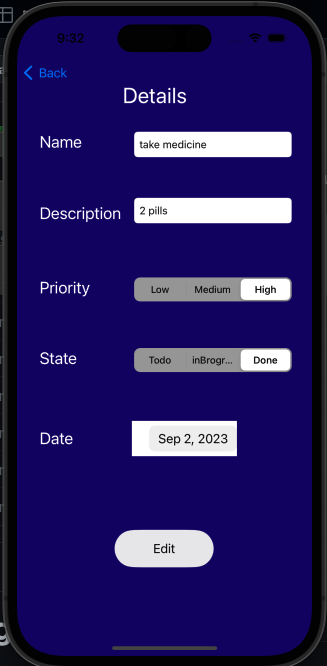 9:32
Back
Details
Name
take medicine
Description
2 pills
Priority
Low Medium High
State
Todo inBrogr... Done
Date
Sep 2, 2023
Edit